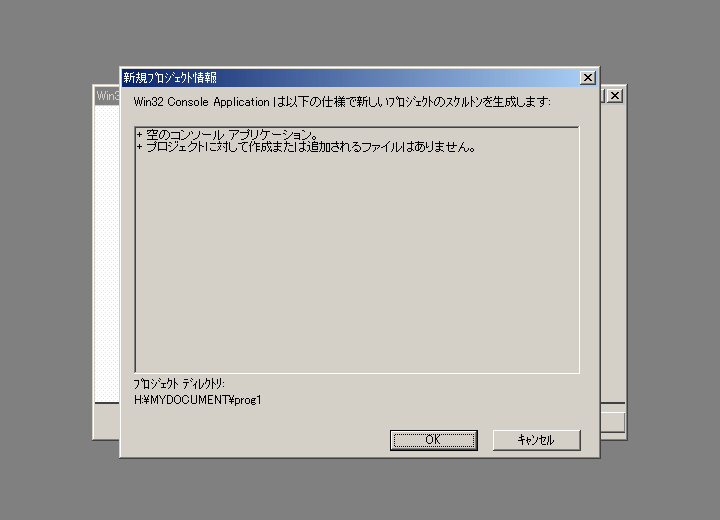 新規プロジェクト情報
Win3
Win32 Console Application は以下の仕様で新しいプロジェクトのスケルトンを生成します:
+ 空のコンソール アプリケーション。
+ プロジェクトに対して作成または追加されるファイルはありません。
プロジェクト ディレクトリ:
H:¥MYDOCUMENT¥prog1
OK
キャンセル